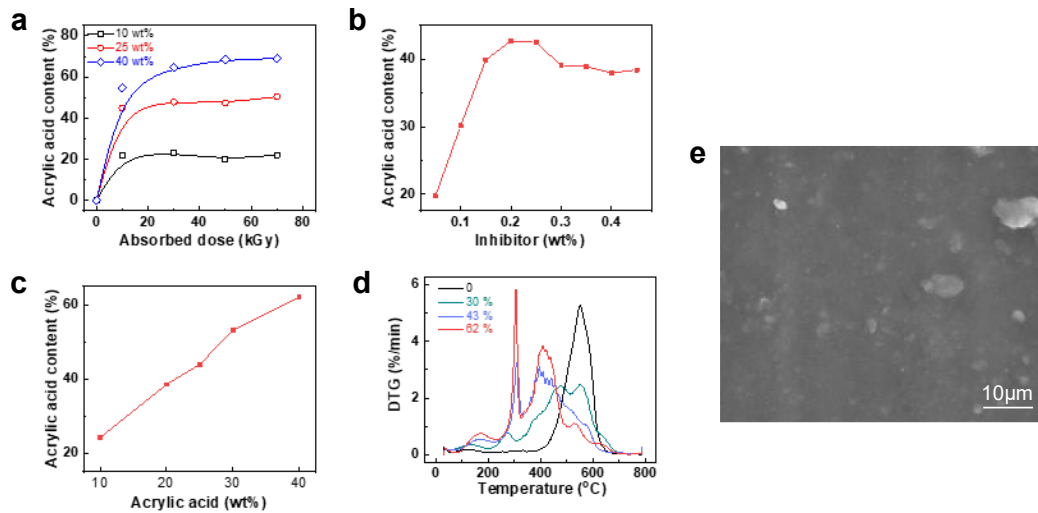 a
10 wt%
25 wt%
40 wt%
Acrylic acid content (%)
80
60
40
20
0
0 20 40 60 80
Absorbed dose (kGy)
b
Acrylic acid content (%)
40
30
20
0.1 0.2 0.3 0.4
Inhibitor (wt%)
c
Acrylic acid content (%)
60
40
20
10 20 30 40
Acrylic acid (wt%)
d
0
30 %
43 %
62 %
DTG (%/min)
6
4
2
0
0 200 400 600 800
Temperature (°C)
e
10μm